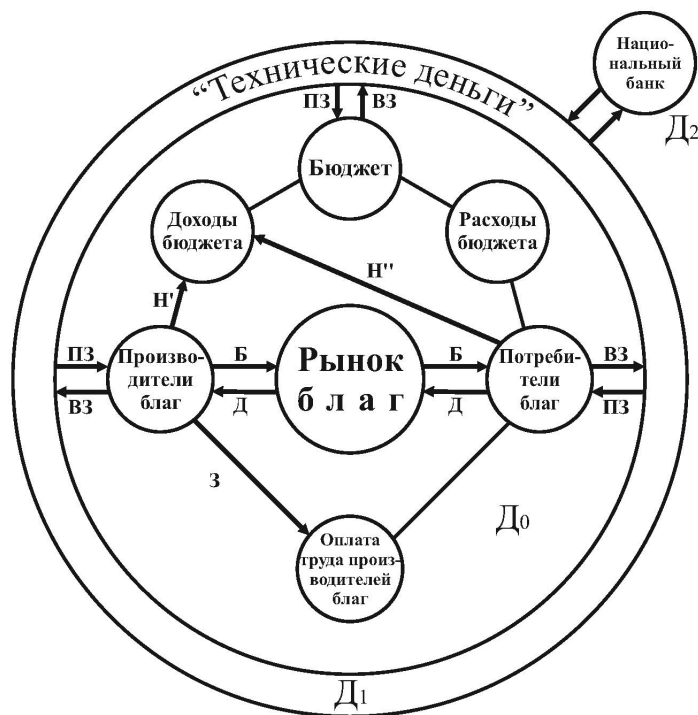 Нацио-
нальный
банк
“Технические деньги”
Д2
ПЗ
ВЗ
Бюджет
Доходы
бюджета
Расходы
бюджета
Н'
Н''
ПЗ
Произво-
дители
благ
ВЗ
Б
Д
Рынок
благ
Б
Д
Потреби-
тели
благ
ВЗ
ПЗ
З
Д0
Оплата
труда произ-
водителей
благ
Д1